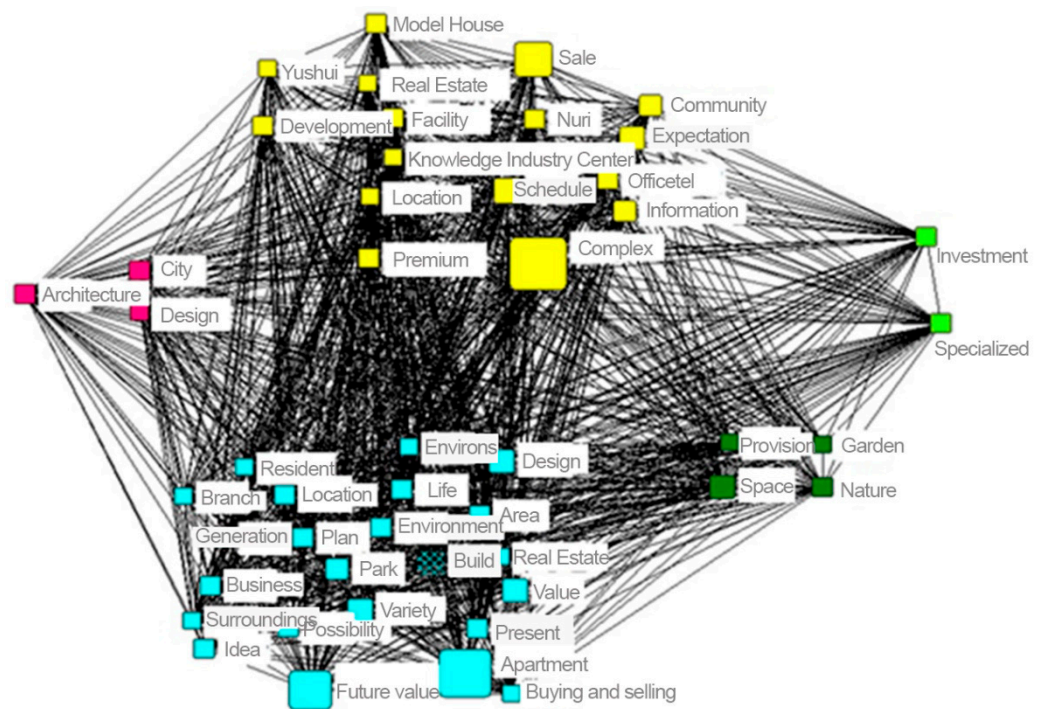 Model House
Sale
Yushui
Real Estate
Community
Development
Facility
Nuri
Expectation
Knowledge Industry Center
Officetel
Location
Schedule
Information
Complex
Premium
City
Investment
Architecture
Design
Specialized
Environs
Provision
Garden
Design
Resident
Branch
Location
Life
Space
Nature
Area
Generation
Plan
Environment
Build
Real Estate
Park
Business
Value
Variety
Surroundings
Possibility
Present
Idea
Apartment
Future value
Buying and selling